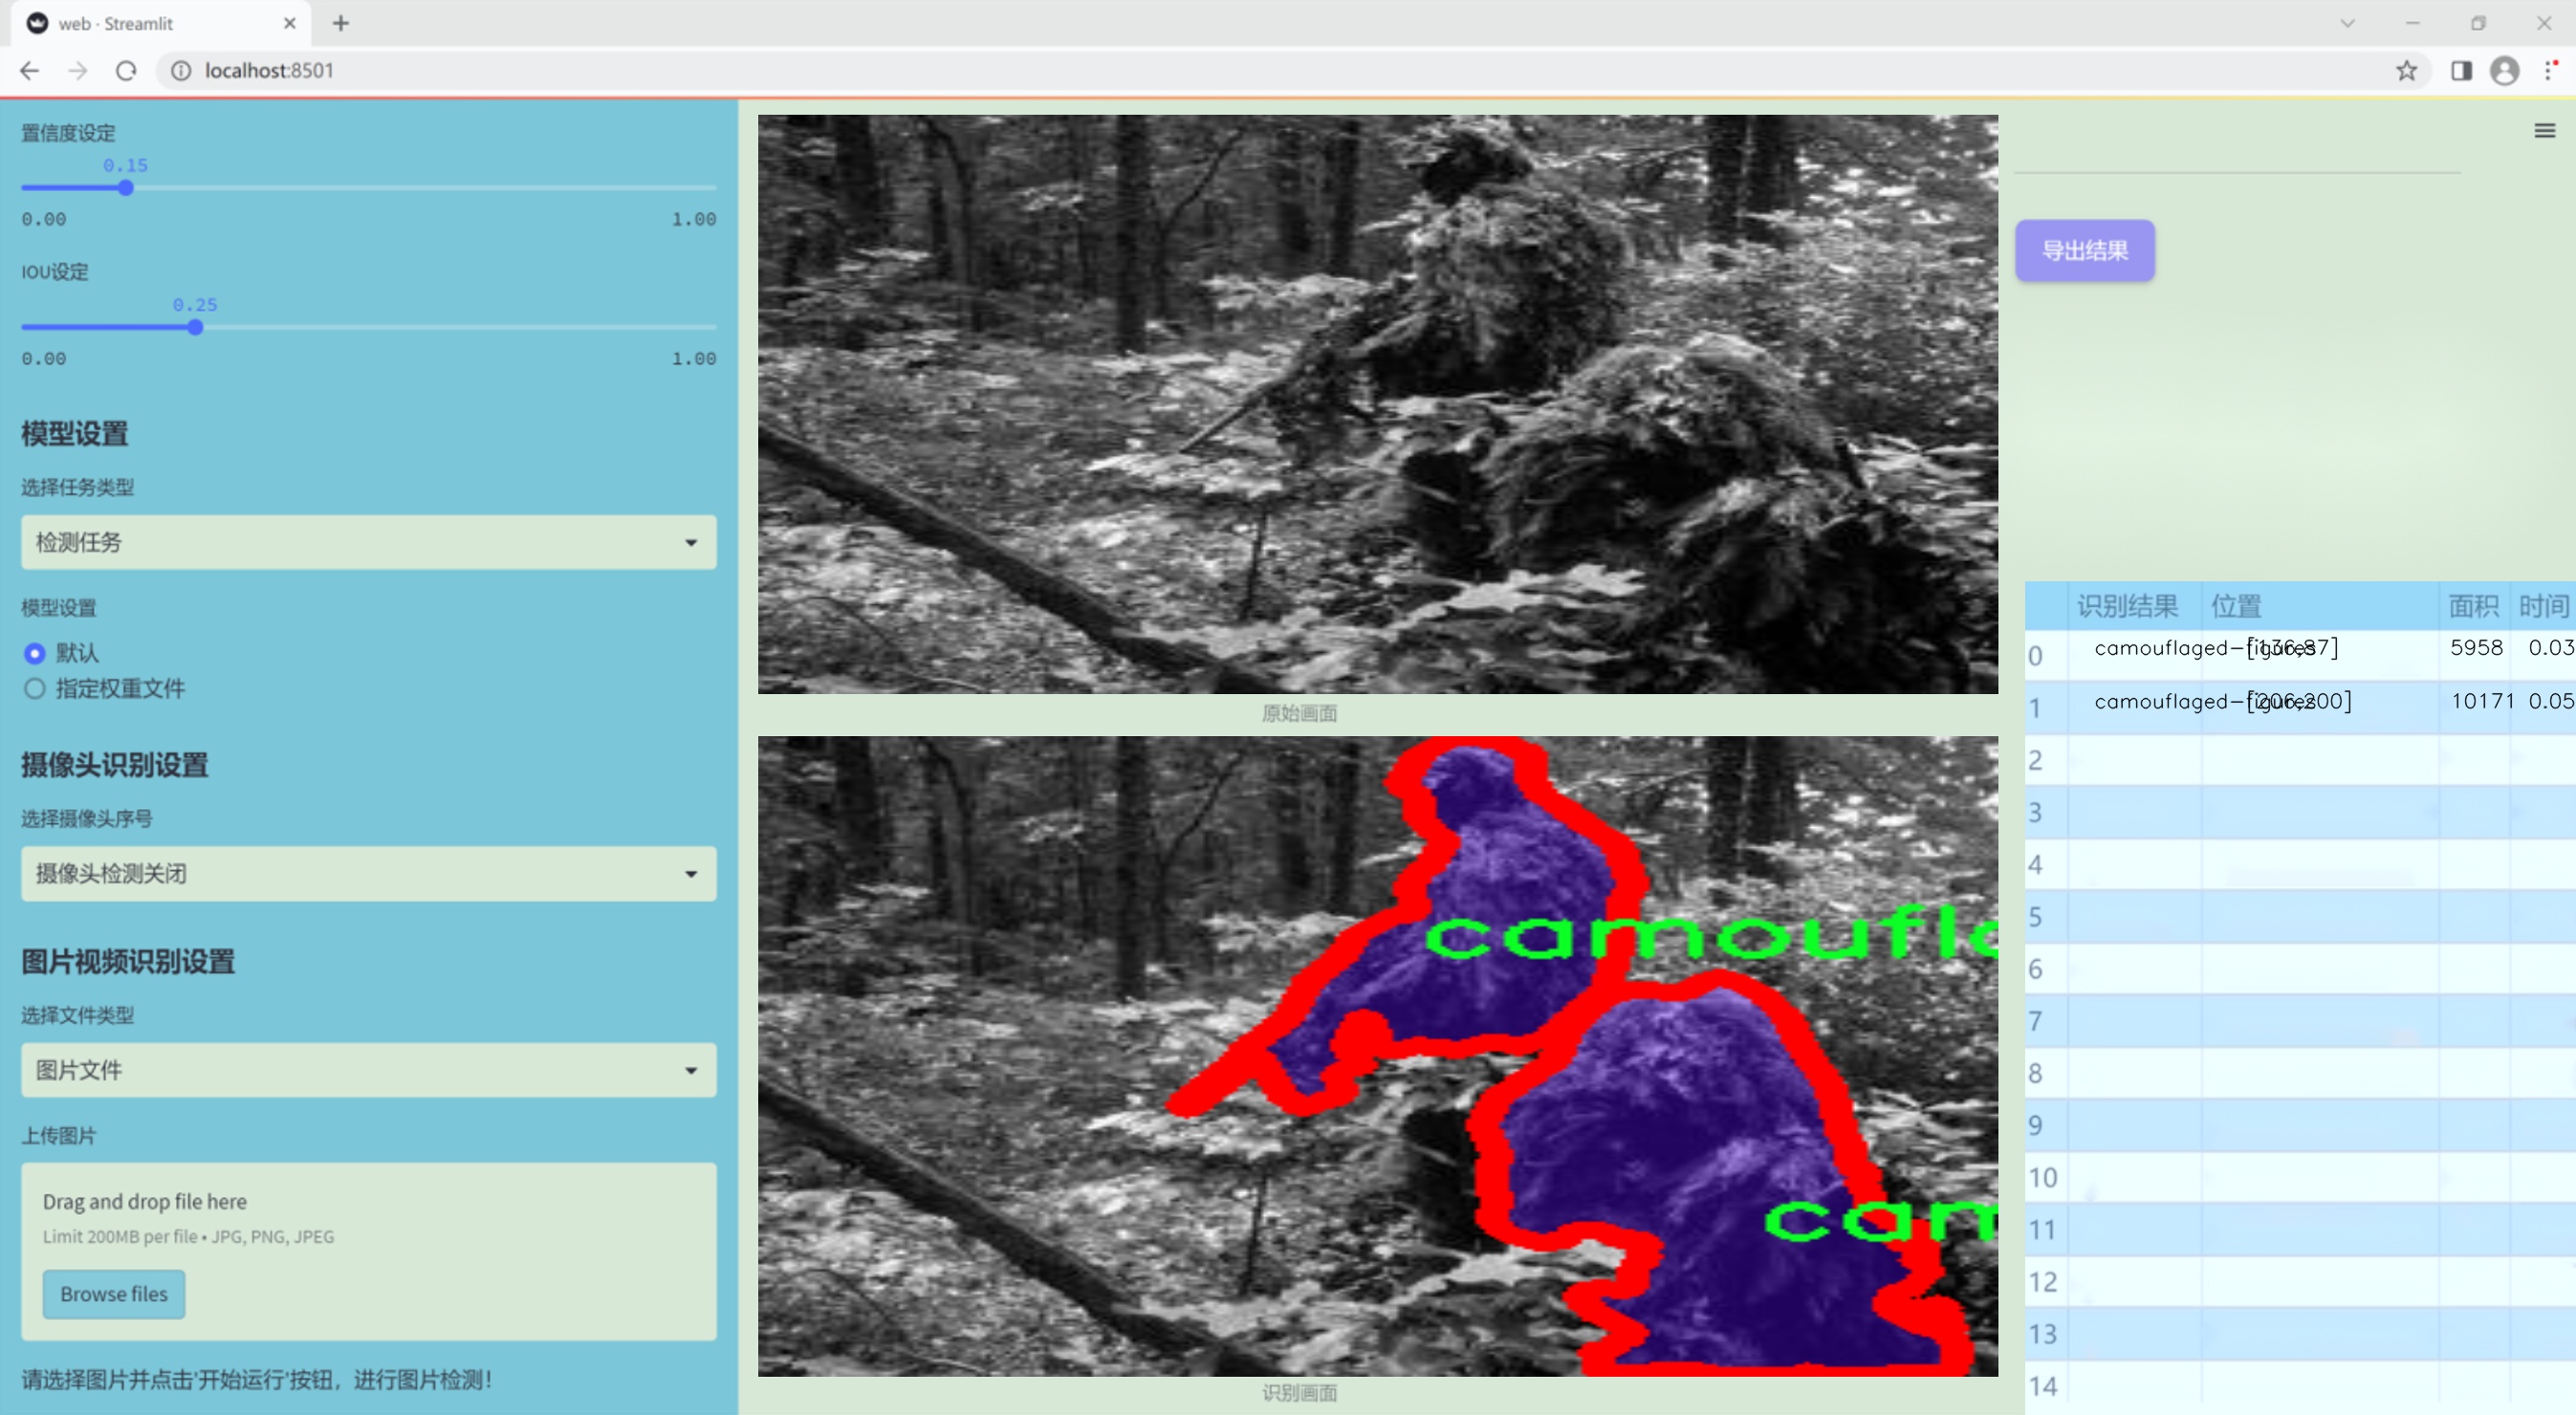 web · Streamlit
localhost:8501
置信度设定
0.15
0.00 1.00
IOU设定
0.25
0.00 1.00
模型设置
选择任务类型
检测任务
模型设置
默认
指定权重文件
摄像头识别设置
选择摄像头序号
摄像头检测关闭
图片视频识别设置
选择文件类型
图片文件
上传图片
Drag and drop file here
Limit 200MB per file • JPG, PNG, JPEG
Browse files
请选择图片并点击'开始运行'按钮，进行图片检测！
原始画面
camoufla
cam
识别画面
导出结果
识别结果 位置 面积 时间
0 camouflaged-figures [136,87] 5958 0.03
1 camouflaged-figures [206,200] 10171 0.05
2
3
4
5
6
7
8
9
10
11
12
13
14